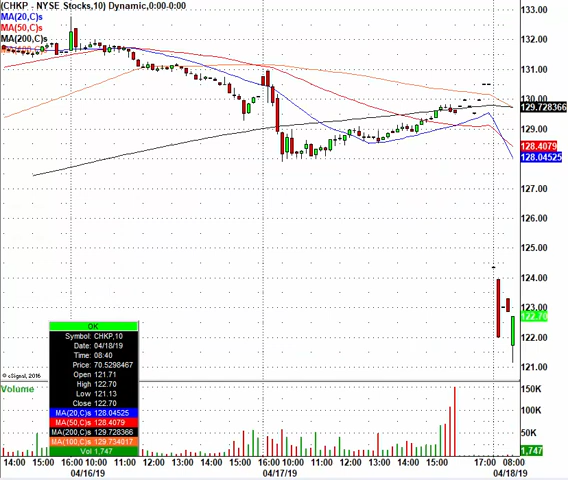 (CHKP - NYSE Stocks,10) Dynamic,0:00-0:00
MA(20,C)s
MA(50,C)s
MA(200,C)s
133.00
132.00
131.00
130.00
129.728366
129.00
128.4079
128.04525
127.00
126.00
125.00
124.00
123.00
122.70
122.00
121.00
OK
Symbol: CHKP,10
Date: 04/18/19
Time: 08:40
Price: 70.5298467
Open 121.71
High 122.70
Low 121.13
Close 122.70
MA(20,C)s 128.04525
MA(50,C)s 128.4079
MA(200,C)s 129.728366
MA(100,C)s 129.734017
Vol 1,747
© eSignal, 2016
Volume
150K
100K
50K
1,747
14:00 15:00 16:00 10:00 11:00 12:00 13:00 14:00 15:00 16:00 10:00 11:00 12:00 13:00 14:00 15:00 17:00 08:00
04/16/19 04/17/19 04/18/19